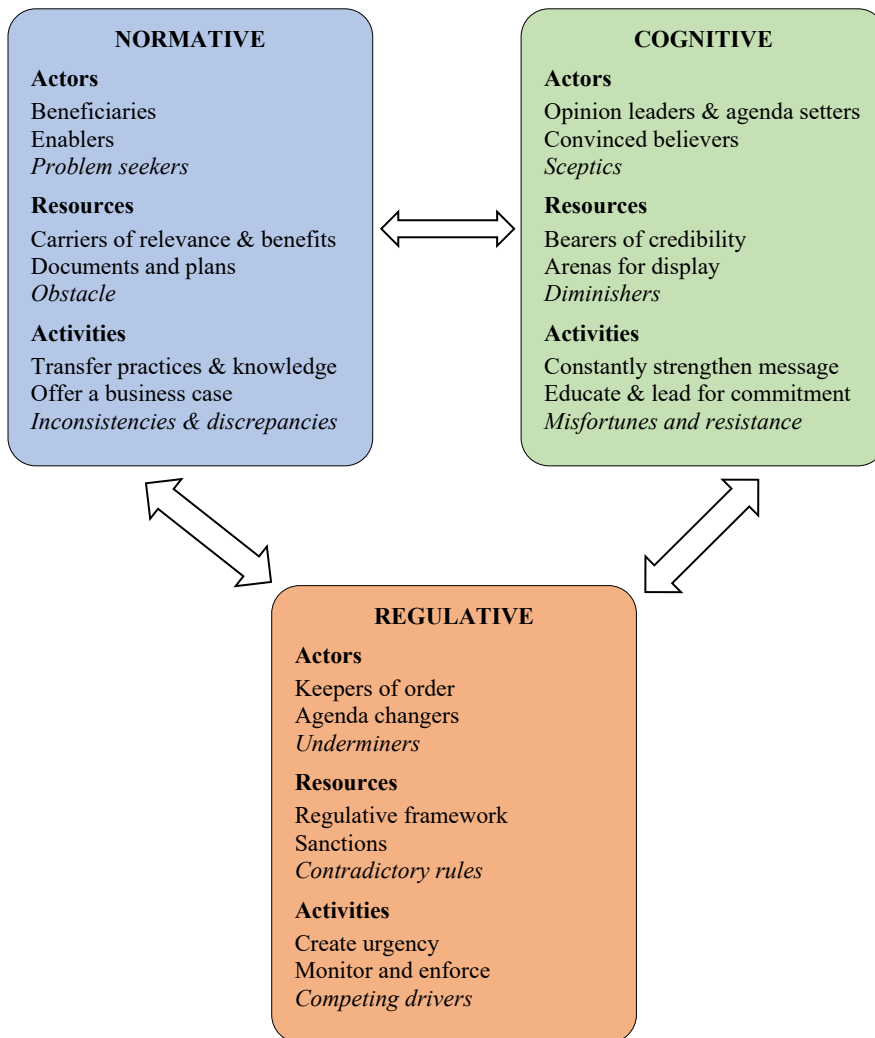 NORMATIVE
Actors
Beneficiaries
Enablers
Problem seekers
Resources
Carriers of relevance & benefits
Documents and plans
Obstacle
Activities
Transfer practices & knowledge
Offer a business case
Inconsistencies & discrepancies
COGNITIVE
Actors
Opinion leaders & agenda setters
Convinced believers
Sceptics
Resources
Bearers of credibility
Arenas for display
Diminishers
Activities
Constantly strengthen message
Educate & lead for commitment
Misfortunes and resistance
REGULATIVE
Actors
Keepers of order
Agenda changers
Underminers
Resources
Regulative framework
Sanctions
Contradictory rules
Activities
Create urgency
Monitor and enforce
Competing drivers